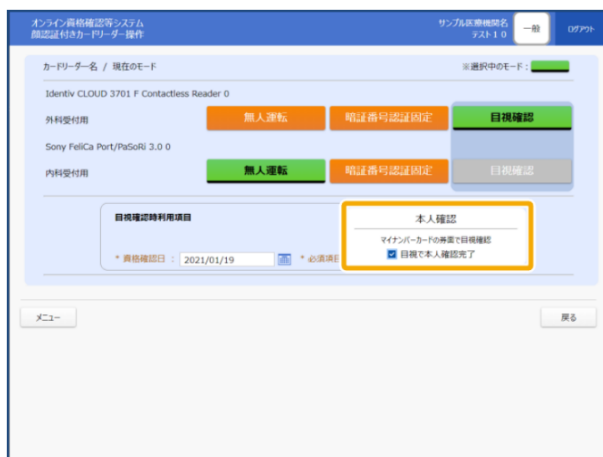 オンライン資格確認等システム
顔認証付きカードリーダー操作
サンプル医療機関名
テスト10
一般
ログアウト
カードリーダー名 / 現在のモード
※選択中のモード:
Identiv CLOUD 3701 F Contactless Reader 0
外科受付用
無人運転
暗証番号認証固定
目視確認
Sony FeliCa Port/PaSoRi 3.0 0
内科受付用
無人運転
暗証番号認証固定
目視確認
目視確認時利用項目
* 資格確認日 : 2021/01/19
* 必須項
本人確認
マイナンバーカードの券面で目視確認
目視で本人確認完了
メニュー
戻る